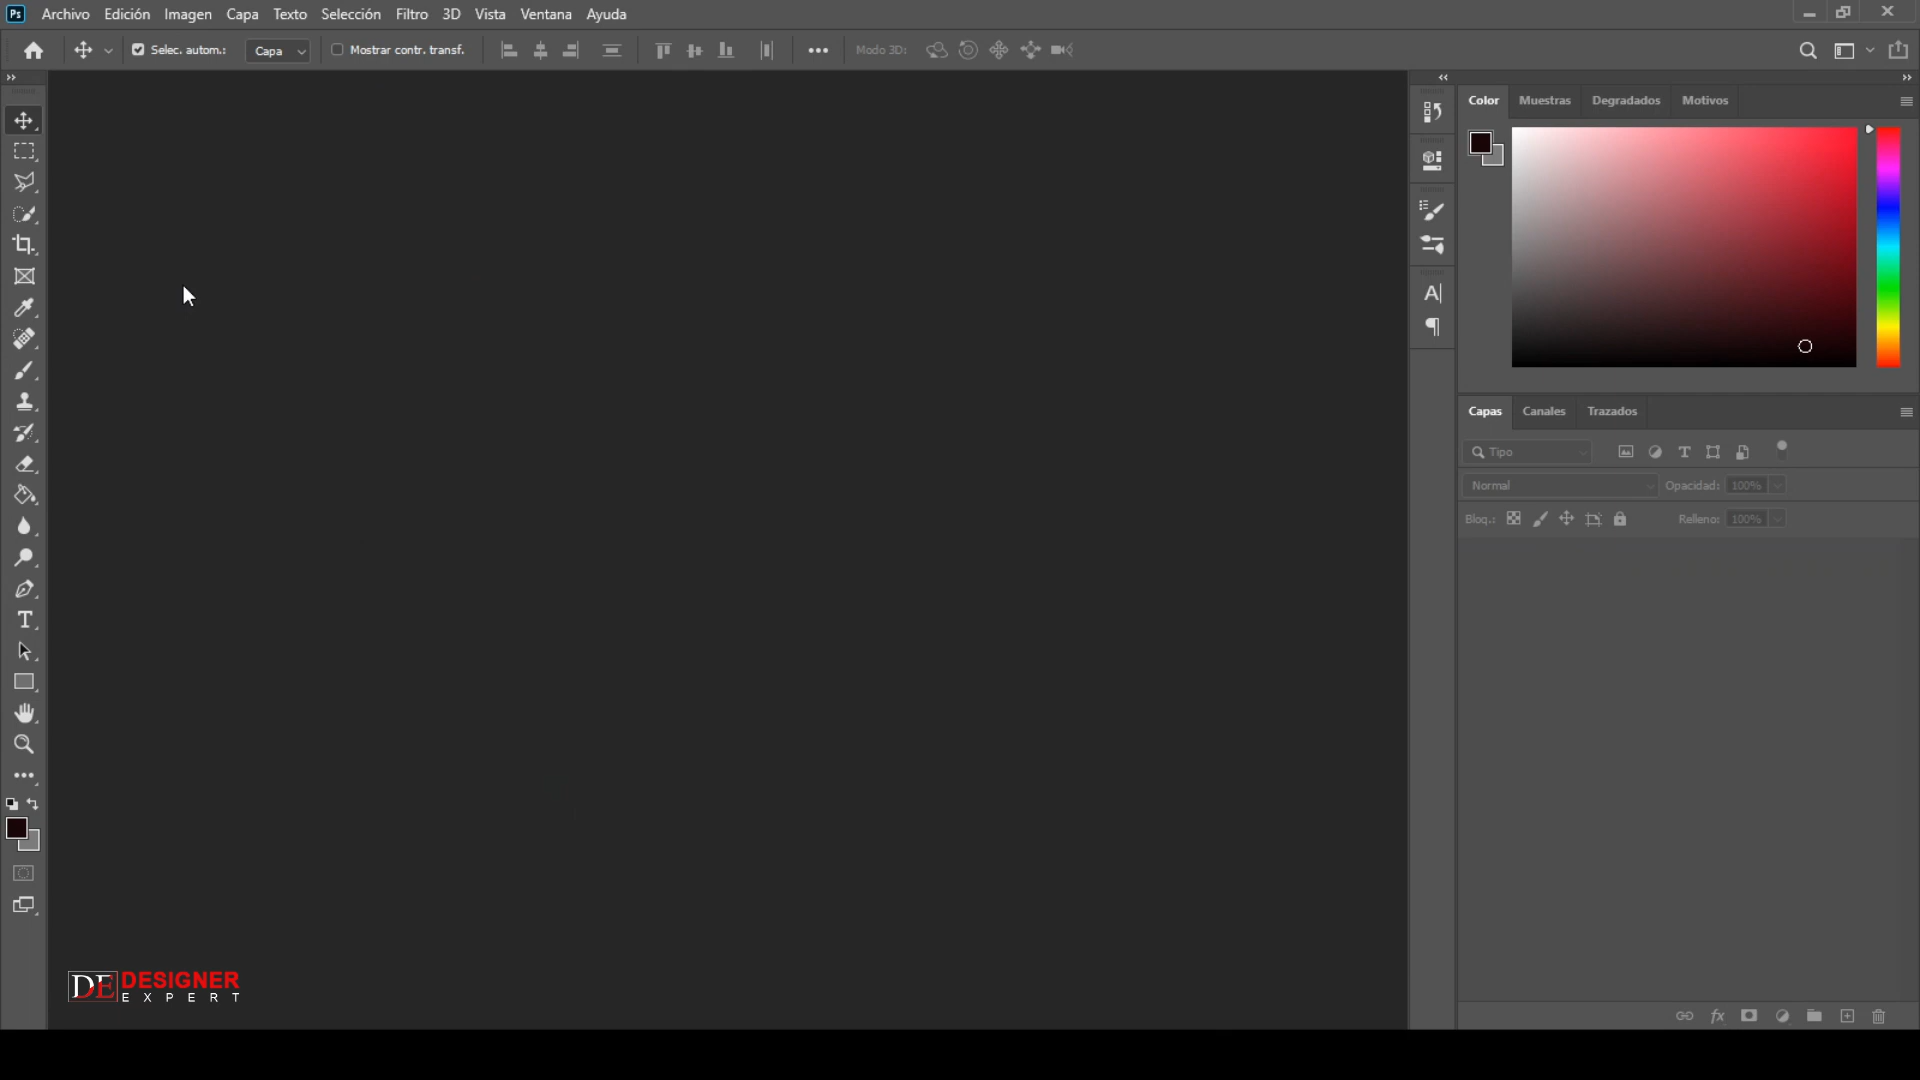 Ps Archivo Edición Imagen Capa Texto Selección Filtro 3D Vista Ventana Ayuda
Selec. autom.: Capa Mostrar contr. transf. Modo 3D:
Color Muestras Degradados Motivos
Capas Canales Trazados
Tipo
Normal Opacidad: 100%
Bloq.: Relleno: 100%
DE DESIGNER
EXPERT